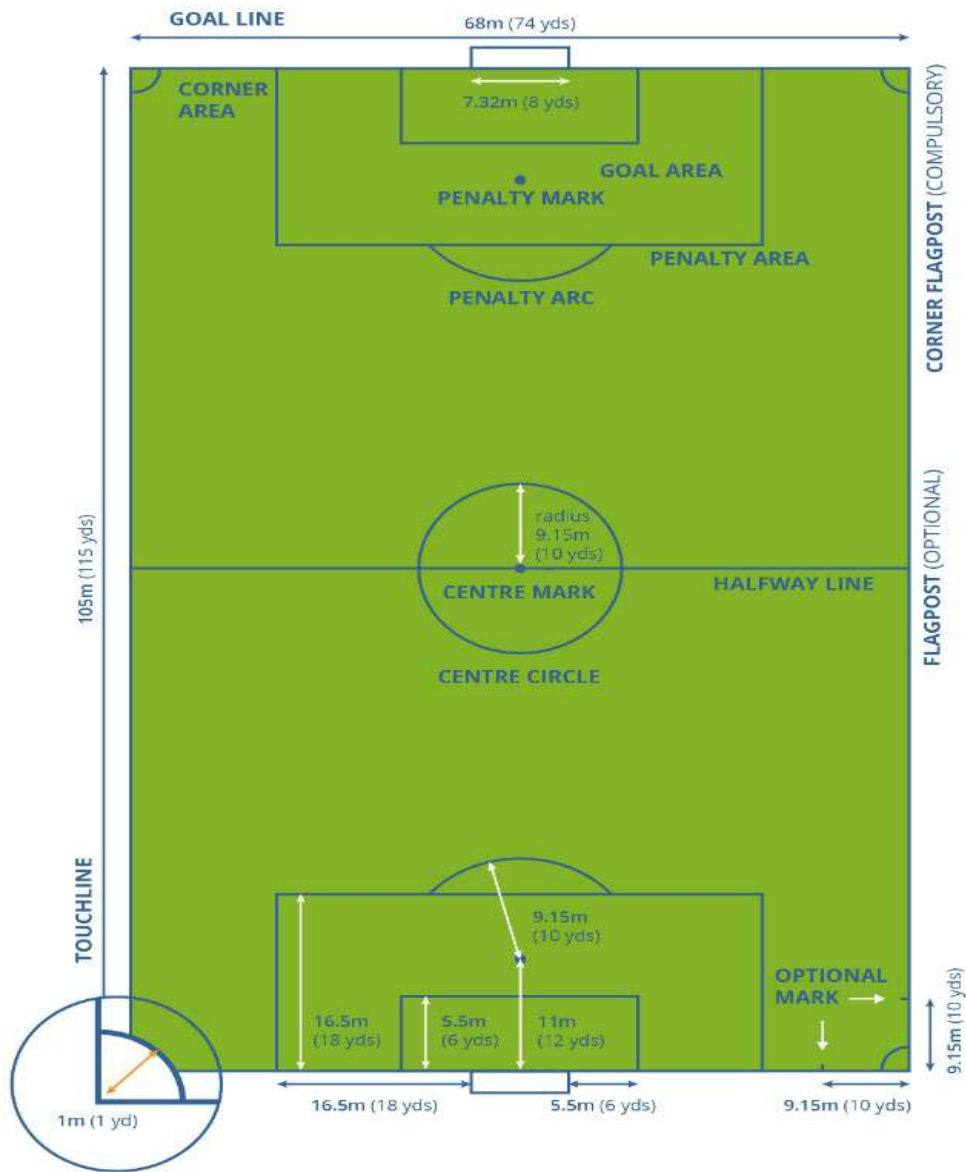 GOAL LINE
68m (74 yds)
CORNER
AREA
7.32m (8 yds)
GOAL AREA
PENALTY MARK
PENALTY AREA
PENALTY ARC
CORNER FLAGPOST (COMPULSORY)
radius
9.15m
(10 yds)
105m (115 yds)
CENTRE MARK
HALFWAY LINE
FLAGPOST (OPTIONAL)
CENTRE CIRCLE
TOUCHLINE
9.15m
(10 yds)
OPTIONAL
MARK
16.5m
(18 yds)
5.5m
(6 yds)
11m
(12 yds)
9.15m (10 yds)
16.5m (18 yds)
5.5m (6 yds)
9.15m (10 yds)
1m (1 yd)